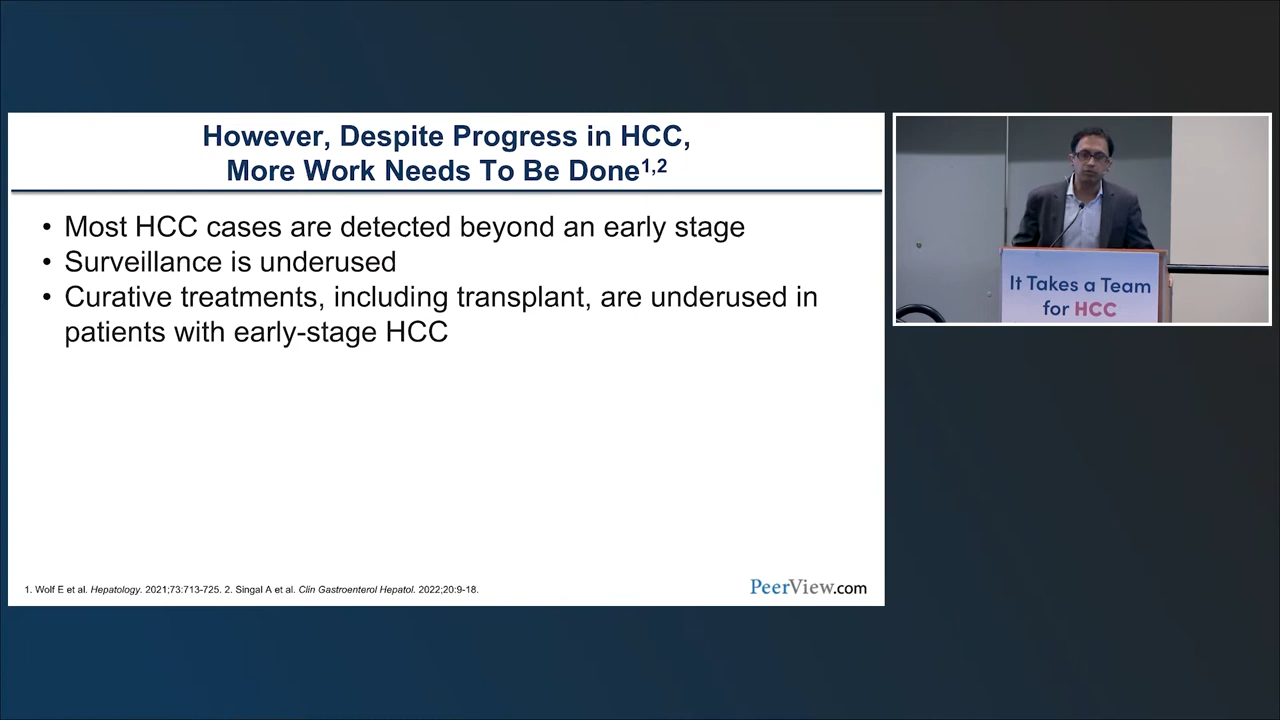 However, Despite Progress in HCC,
More Work Needs To Be Done1,2
• Most HCC cases are detected beyond an early stage
• Surveillance is underused
• Curative treatments, including transplant, are underused in
patients with early-stage HCC
1. Wolf E et al. Hepatology. 2021;73:713-725. 2. Singal A et al. Clin Gastroenterol Hepatol. 2022;20:9-18.
PeerView.com
It Takes a Team
for HCC